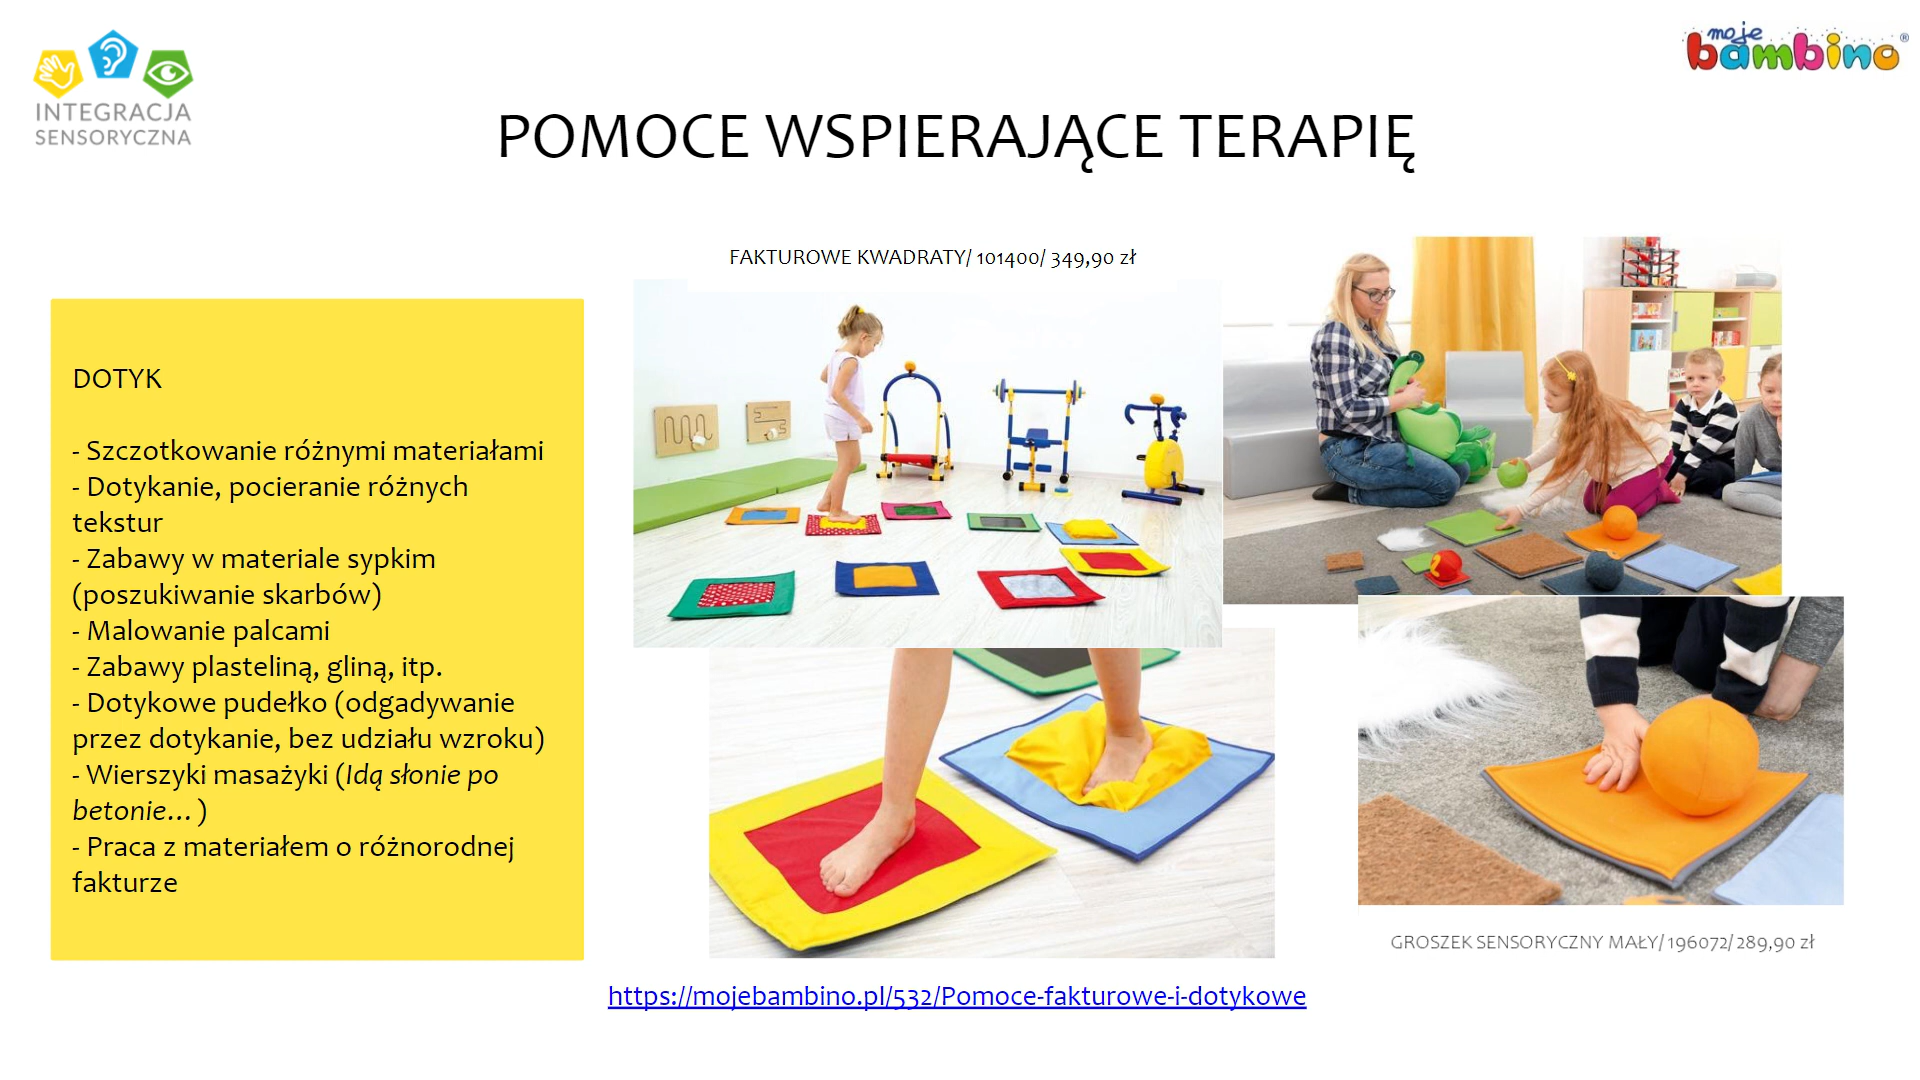 INTEGRACJA
SENSORYCZNA
moje
bambino®
POMOCE WSPIERAJĄCE TERAPIĘ
FAKTUROWE KWADRATY/ 101400/ 349,90 zł
DOTYK
- Szczotkowanie różnymi materiałami
- Dotykanie, pocieranie różnych
tekstur
- Zabawy w materiale sypkim
(poszukiwanie skarbów)
- Malowanie palcami
- Zabawy plasteliną, gliną, itp.
- Dotykowe pudełko (odgadywanie
przez dotykanie, bez udziału wzroku)
- Wierszyki masażyki (Idą słonie po
betonie... )
- Praca z materiałem o różnorodnej
fakturze
GROSZEK SENSORYCZNY MAŁY/ 196072/ 289,90 zł
https://mojebambino.pl/532/Pomoce-fakturowe-i-dotykowe